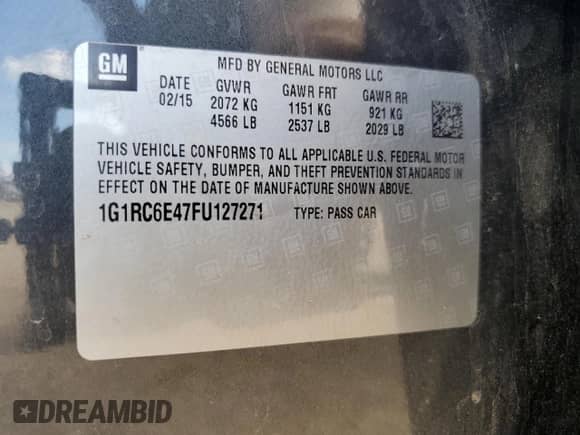 GM
MFD BY GENERAL MOTORS LLC
DATE GVWR GAWR FRT GAWR RR
02/15 2072 KG 1151 KG 921 KG
4566 LB 2537 LB 2029 LB
THIS VEHICLE CONFORMS TO ALL APPLICABLE U.S. FEDERAL MOTOR
VEHICLE SAFETY, BUMPER, AND THEFT PREVENTION STANDARDS IN
EFFECT ON THE DATE OF MANUFACTURE SHOWN ABOVE.
1G1RC6E47FU127271 TYPE: PASS CAR
DREAMBID